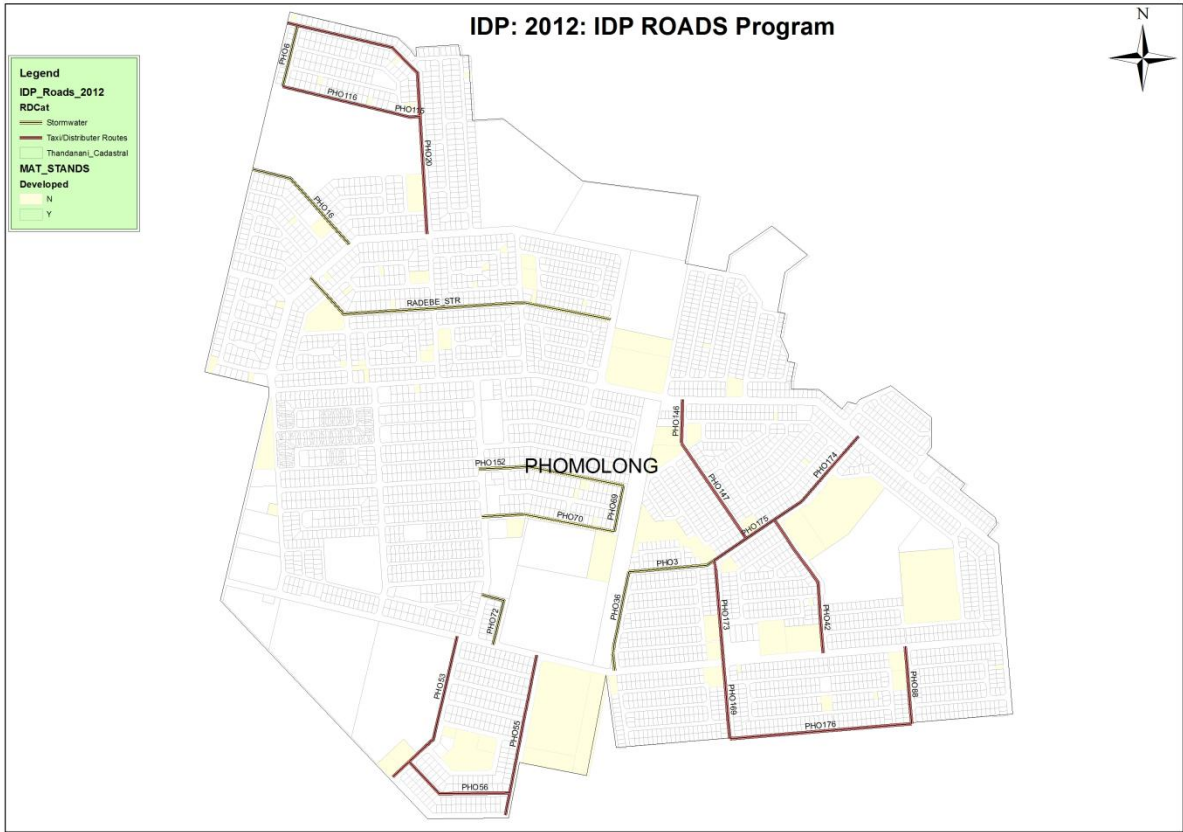 IDP: 2012: IDP ROADS Program
N
Legend
IDP_Roads_2012
RDCat
Stormwater
Taxi/Distributer Routes
Thandanani_Cadastral
MAT_STANDS
Developed
N
Y
PHO6
PHO116
PHO115
PHO20
PHO16
RADEBE_STR
PHO146
PHO174
PHO152
PHOMOLONG
PHO147
PHO69
PHO70
PHO175
PHO3
PHO36
PHO72
PHO173
PHO42
PHO53
PHO55
PHO169
PHO88
PHO176
PHO56